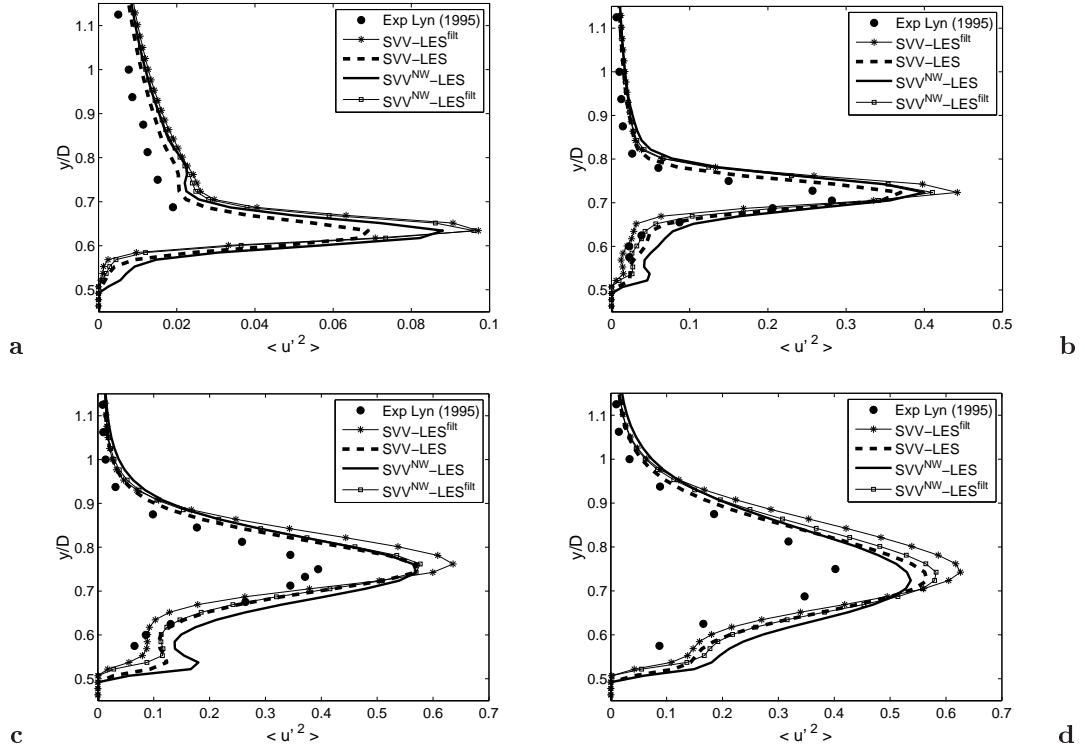 1.1
1
0.9
0.8
0.7
0.6
0.5
y/D
Exp Lyn (1995)
SVV−LES^filt
SVV−LES
SVV^NW−LES
SVV^NW−LES^filt
0 0.02 0.04 0.06 0.08 0.1
< u'^2 >
a
1.1
1
0.9
0.8
0.7
0.6
0.5
y/D
Exp Lyn (1995)
SVV−LES^filt
SVV−LES
SVV^NW−LES
SVV^NW−LES^filt
0 0.1 0.2 0.3 0.4 0.5
< u'^2 >
b
1.1
1
0.9
0.8
0.7
0.6
0.5
y/D
Exp Lyn (1995)
SVV−LES^filt
SVV−LES
SVV^NW−LES
SVV^NW−LES^filt
0 0.1 0.2 0.3 0.4 0.5 0.6 0.7
< u'^2 >
c
1.1
1
0.9
0.8
0.7
0.6
0.5
y/D
Exp Lyn (1995)
SVV−LES^filt
SVV−LES
SVV^NW−LES
SVV^NW−LES^filt
0 0.1 0.2 0.3 0.4 0.5 0.6 0.7
< u'^2 >
d